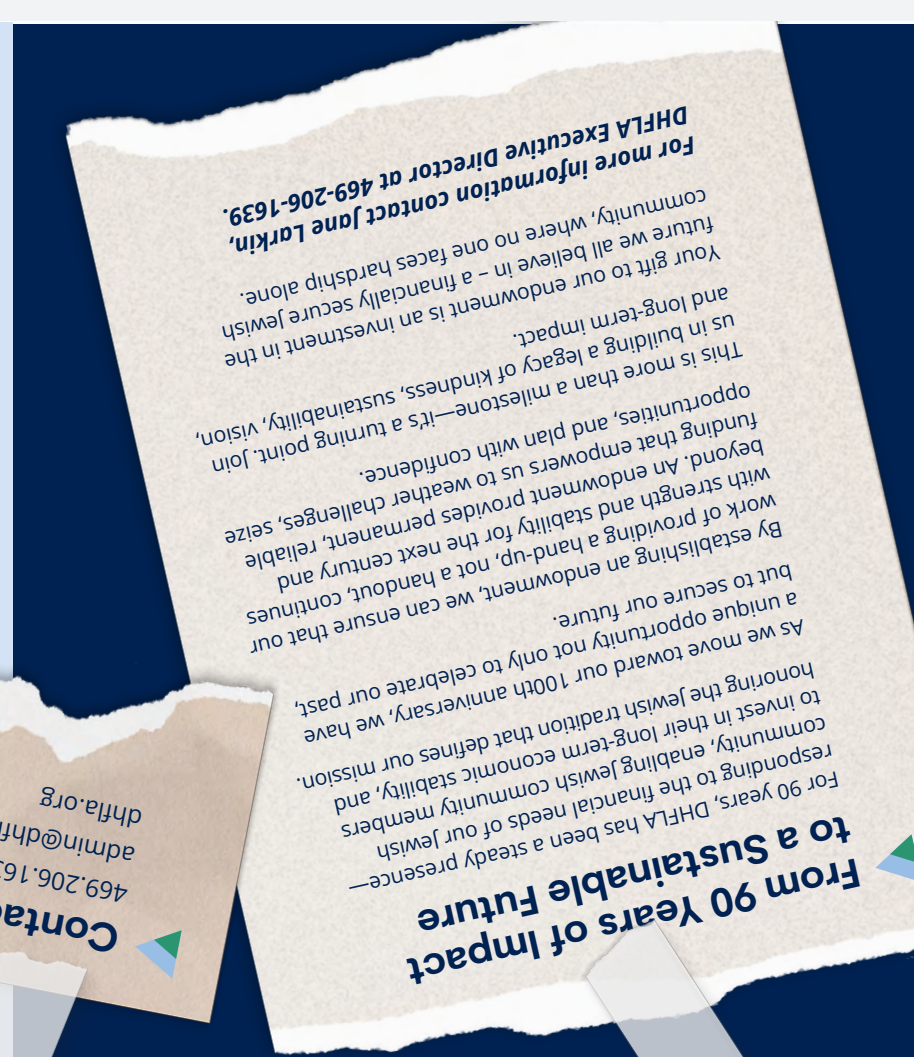 From 90 Years of Impact
to a Sustainable Future
For 90 years, DHFLA has been a steady presence—
responding to the financial needs of our Jewish
community, enabling Jewish community members
to invest in their long-term economic stability, and
honoring the Jewish tradition that defines our mission.
As we move toward our 100th anniversary, we have
a unique opportunity not only to celebrate our past,
but to secure our future.
By establishing an endowment, we can ensure that our
work of providing a hand-up, not a handout, continues
with strength and stability for the next century and
beyond. An endowment provides permanent, reliable
funding that empowers us to weather challenges, seize
opportunities, and plan with confidence.
This is more than a milestone—it's a turning point. Join
us in building a legacy of kindness, sustainability, vision,
and long-term impact.
Your gift to our endowment is an investment in the
future we all believe in – a financially secure Jewish
community, where no one faces hardship alone.
For more information contact Jane Larkin,
DHFLA Executive Director at 469-206-1639.
Contac
469.206.163
admin@dhfl
dhfla.org